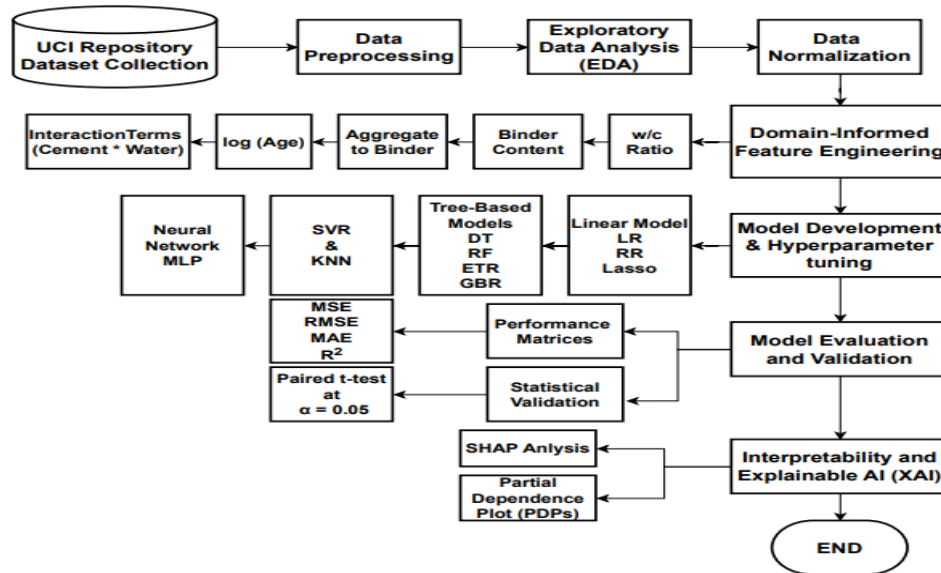 UCI Repository
Dataset Collection
Data
Preprocessing
Exploratory
Data Analysis
(EDA)
Data
Normalization
InteractionTerms
(Cement * Water)
log (Age)
Aggregate
to Binder
Binder
Content
w/c
Ratio
Domain-Informed
Feature Engineering
Neural
Network
MLP
SVR
&
KNN
Tree-Based
Models
DT
RF
ETR
GBR
Linear Model
LR
RR
Lasso
Model Development
& Hyperparameter
tuning
MSE
RMSE
MAE
R²
Performance
Matrices
Model Evaluation
and Validation
Paired t-test
at
α = 0.05
Statistical
Validation
SHAP Anlysis
Partial
Dependence
Plot (PDPs)
Interpretability and
Explainable AI (XAI)
END